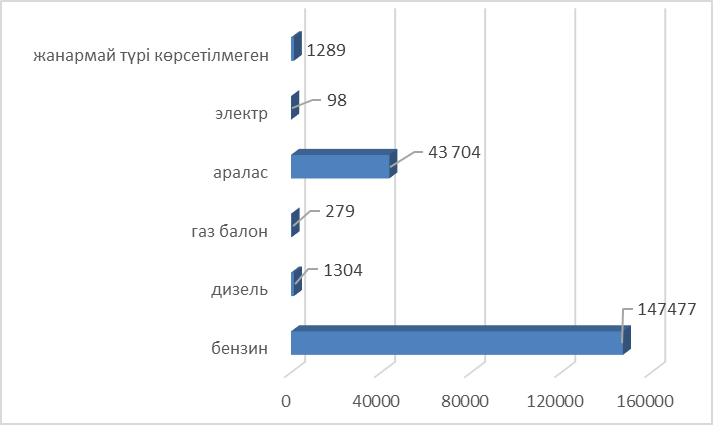 жанармай түрі көрсетілмеген 1289
электр 98
аралас 43 704
газ балон 279
дизель 1304
бензин 147477
0 40000 80000 120000 160000